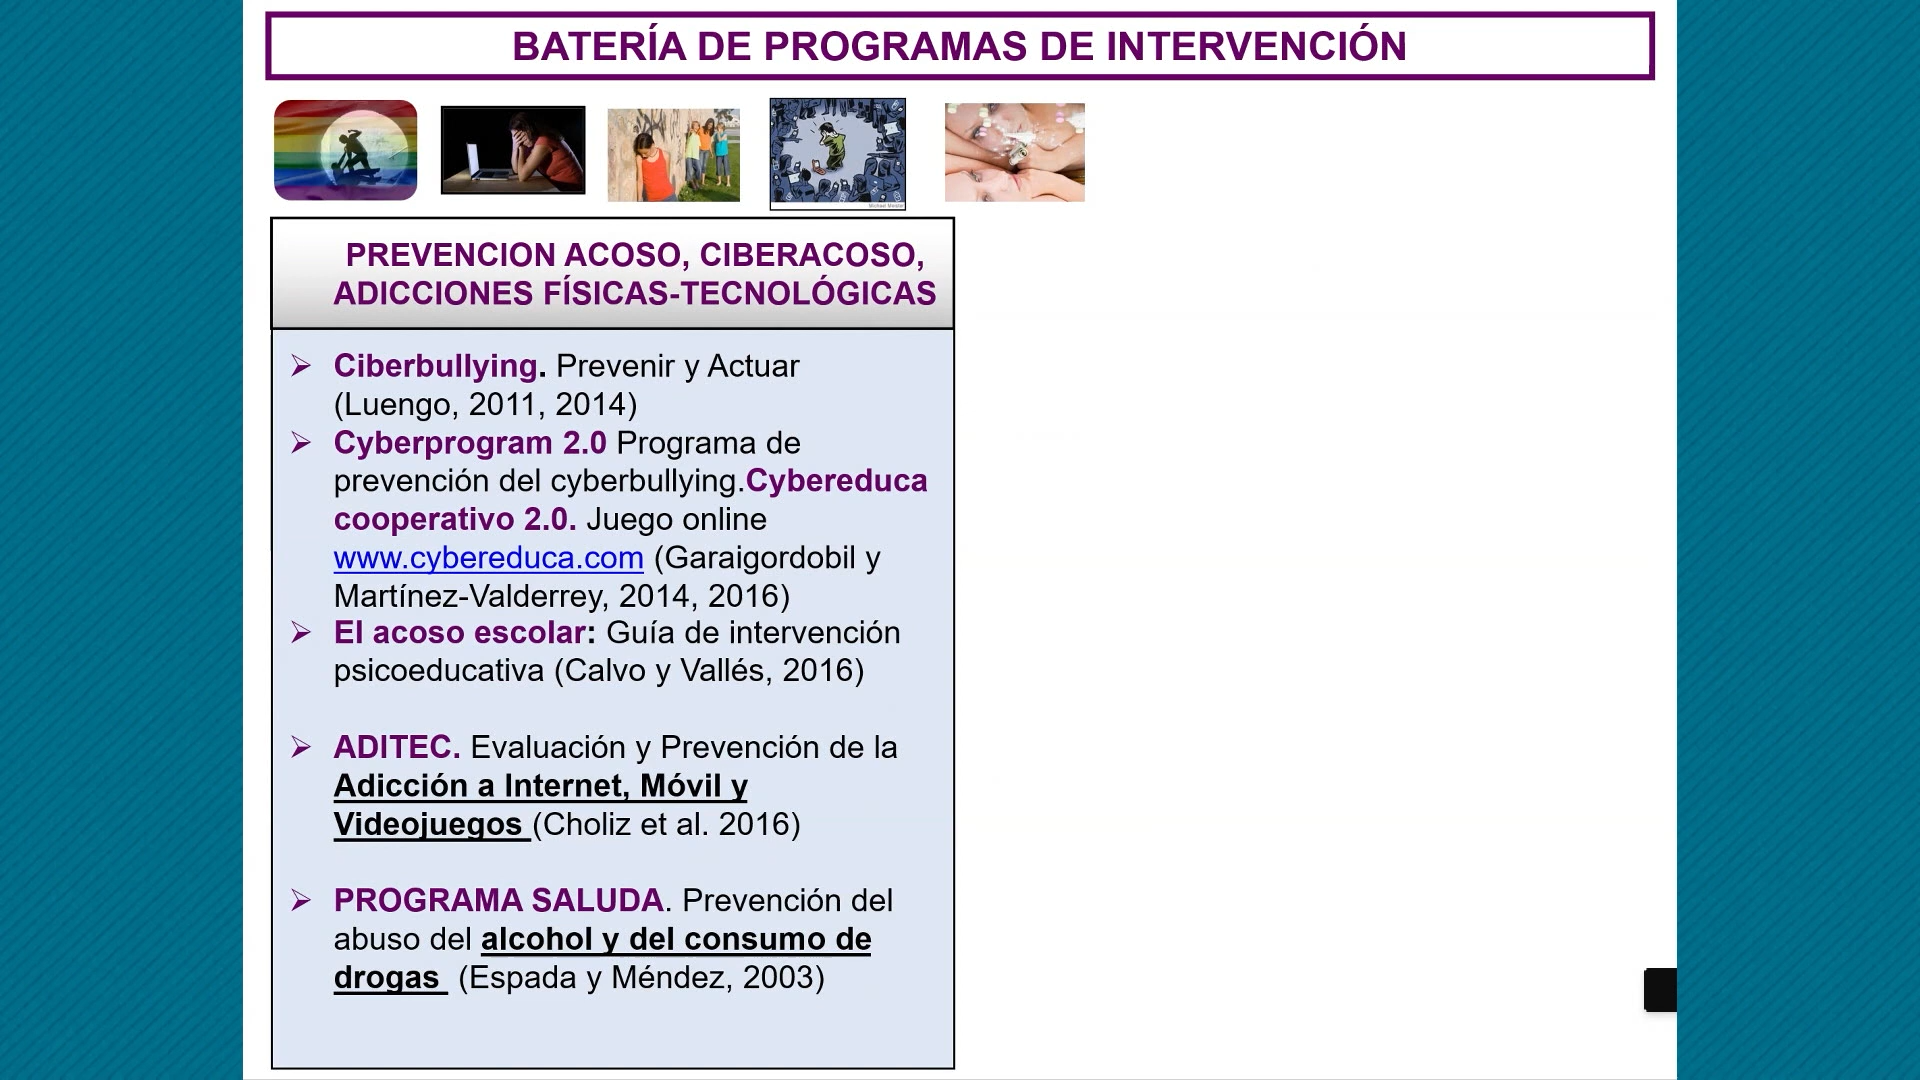 BATERÍA DE PROGRAMAS DE INTERVENCIÓN
PREVENCION ACOSO, CIBERACOSO,
ADICCIONES FÍSICAS-TECNOLÓGICAS
Ciberbullying. Prevenir y Actuar
(Luengo, 2011, 2014)
Cyberprogram 2.0 Programa de
prevención del cyberbullying.Cybereduca
cooperativo 2.0. Juego online
www.cybereduca.com (Garaigordobil y
Martínez-Valderrey, 2014, 2016)
El acoso escolar: Guía de intervención
psicoeducativa (Calvo y Vallés, 2016)
ADITEC. Evaluación y Prevención de la
Adicción a Internet, Móvil y
Videojuegos (Choliz et al. 2016)
PROGRAMA SALUDA. Prevención del
abuso del alcohol y del consumo de
drogas (Espada y Méndez, 2003)